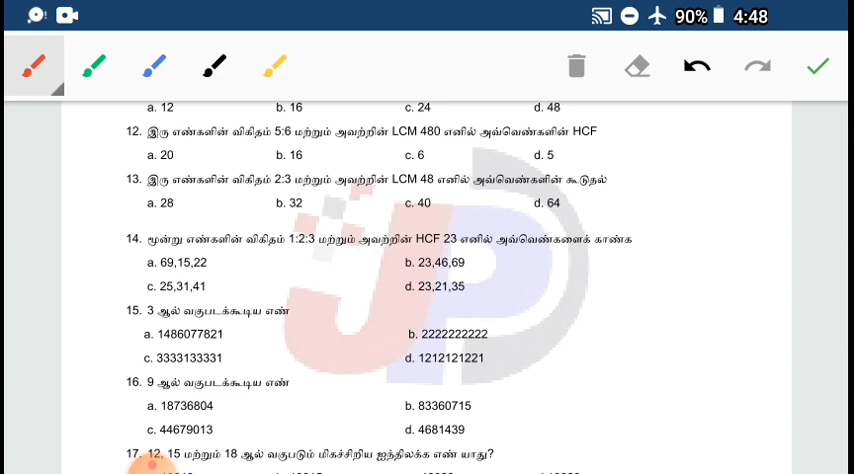 90% 4:48
a. 12 b. 16 c. 24 d. 48
12. இரு எண்களின் விகிதம் 5:6 மற்றும் அவற்றின் LCM 480 எனில் அவ்வெண்களின் HCF
a. 20 b. 16 c. 6 d. 5
13. இரு எண்களின் விகிதம் 2:3 மற்றும் அவற்றின் LCM 48 எனில் அவ்வெண்களின் கூடுதல்
a. 28 b. 32 c. 40 d. 64
14. மூன்று எண்களின் விகிதம் 1:2:3 மற்றும் அவற்றின் HCF 23 எனில் அவ்வெண்களைக் காண்க
a. 69,15,22 b. 23,46,69
c. 25,31,41 d. 23,21,35
15. 3 ஆல் வகுபடக்கூடிய எண்
a. 1486077821 b. 2222222222
c. 3333133331 d. 1212121221
16. 9 ஆல் வகுபடக்கூடிய எண்
a. 18736804 b. 83360715
c. 44679013 d. 4681439
17. 12, 15 மற்றும் 18 ஆல் வகுபடும் மிகச்சிறிய ஐந்திலக்க எண் யாது?
JP